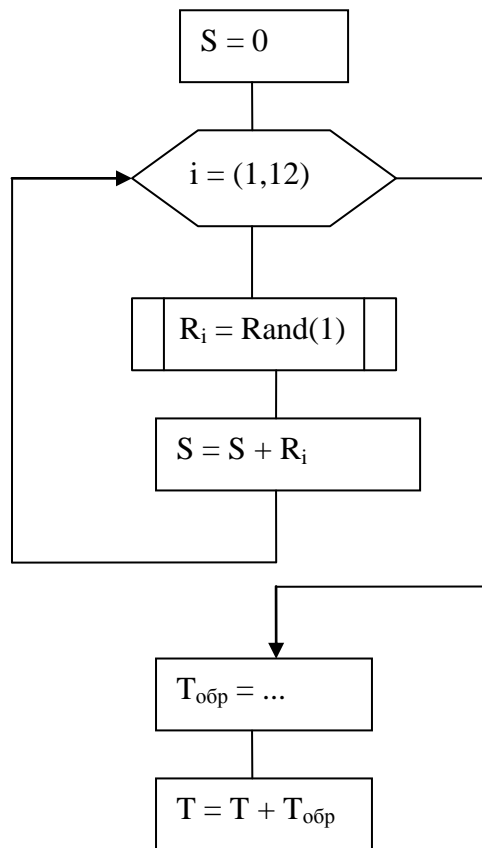 S = 0
i = (1,12)
Rᵢ = Rand(1)
S = S + Rᵢ
Tобр = ...
T = T + Tобр